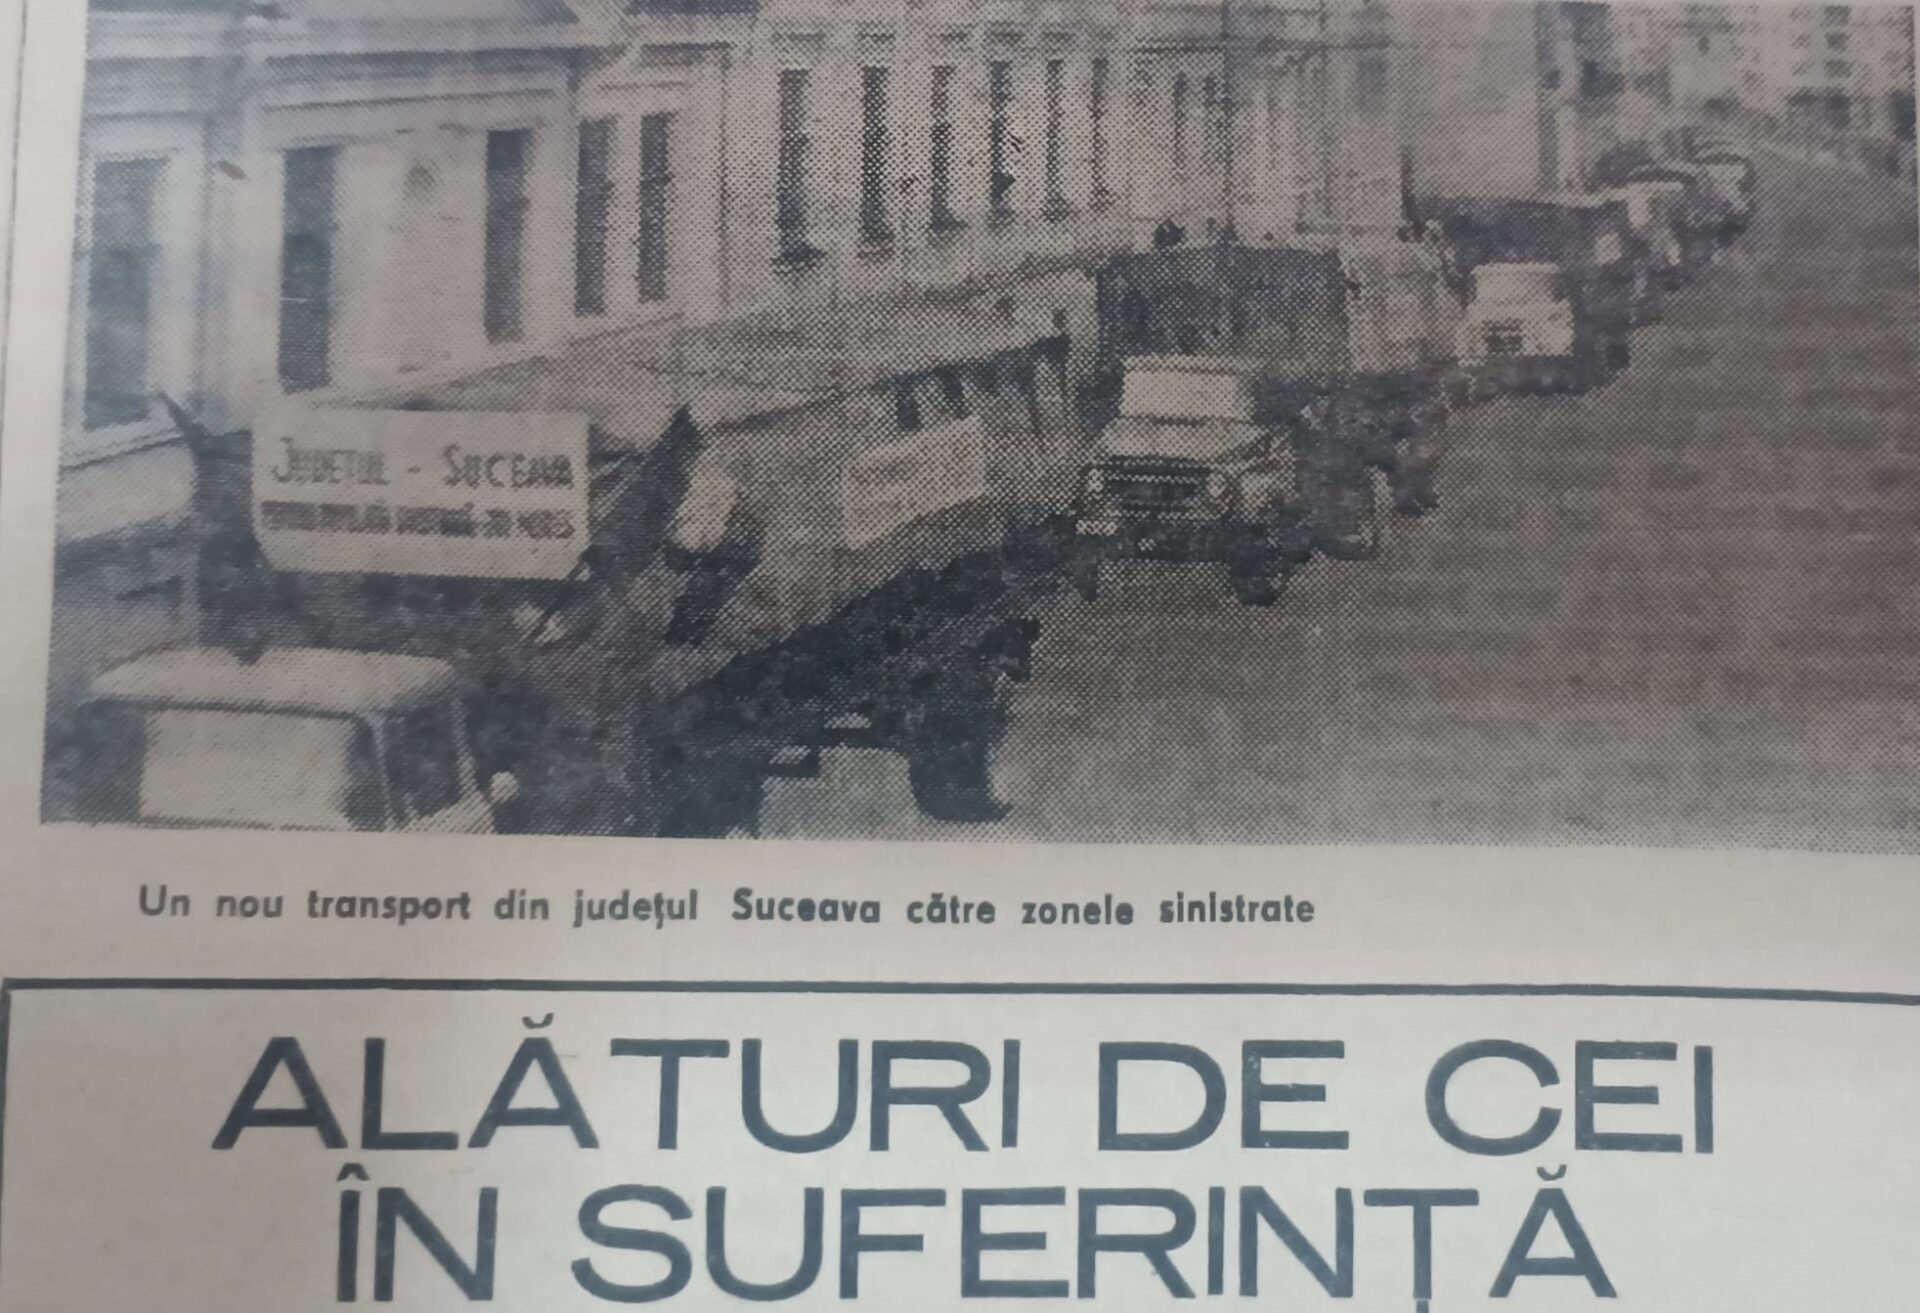 JUDEȚUL - SUCEAVA
Un nou transport din județul Suceava către zonele sinistrate
ALĂTURI DE CEI
ÎN SUFERINȚĂ